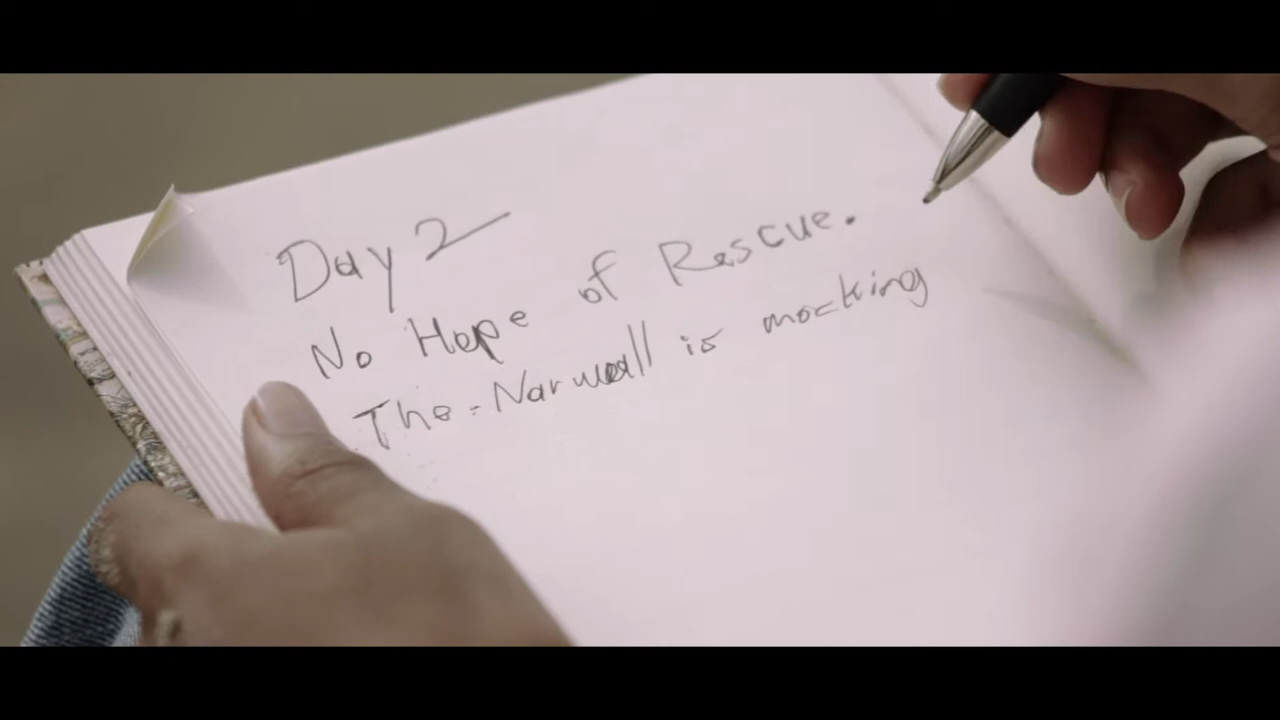 Day 2
No Hope of Rescue.
The Narwall is mocking